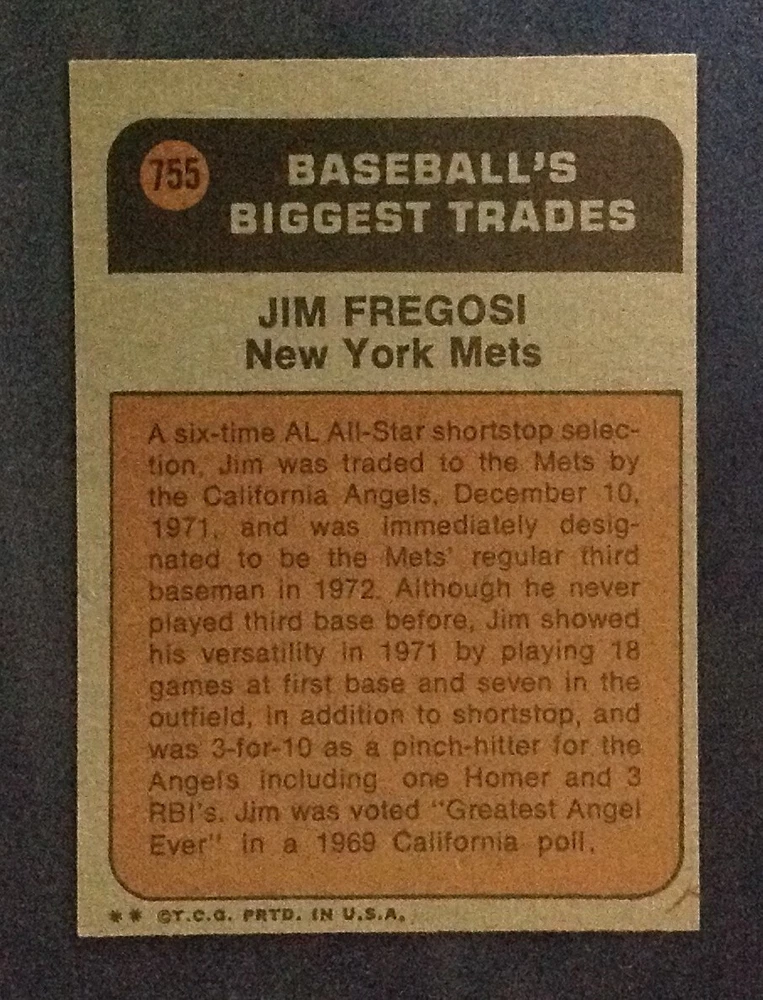 755
BASEBALL'S
BIGGEST TRADES
JIM FREGOSI
New York Mets
A six-time AL All-Star shortstop selec-
tion, Jim was traded to the Mets by
the California Angels, December 10,
1971, and was immediately desig-
nated to be the Mets' regular third
baseman in 1972. Although he never
played third base before, Jim showed
his versatility in 1971 by playing 18
games at first base and seven in the
outfield, in addition to shortstop, and
was 3-for-10 as a pinch-hitter for the
Angels including one Homer and 3
RBI's. Jim was voted "Greatest Angel
Ever" in a 1969 California poll.
** ©T.C.G. PRTD. IN U.S.A.